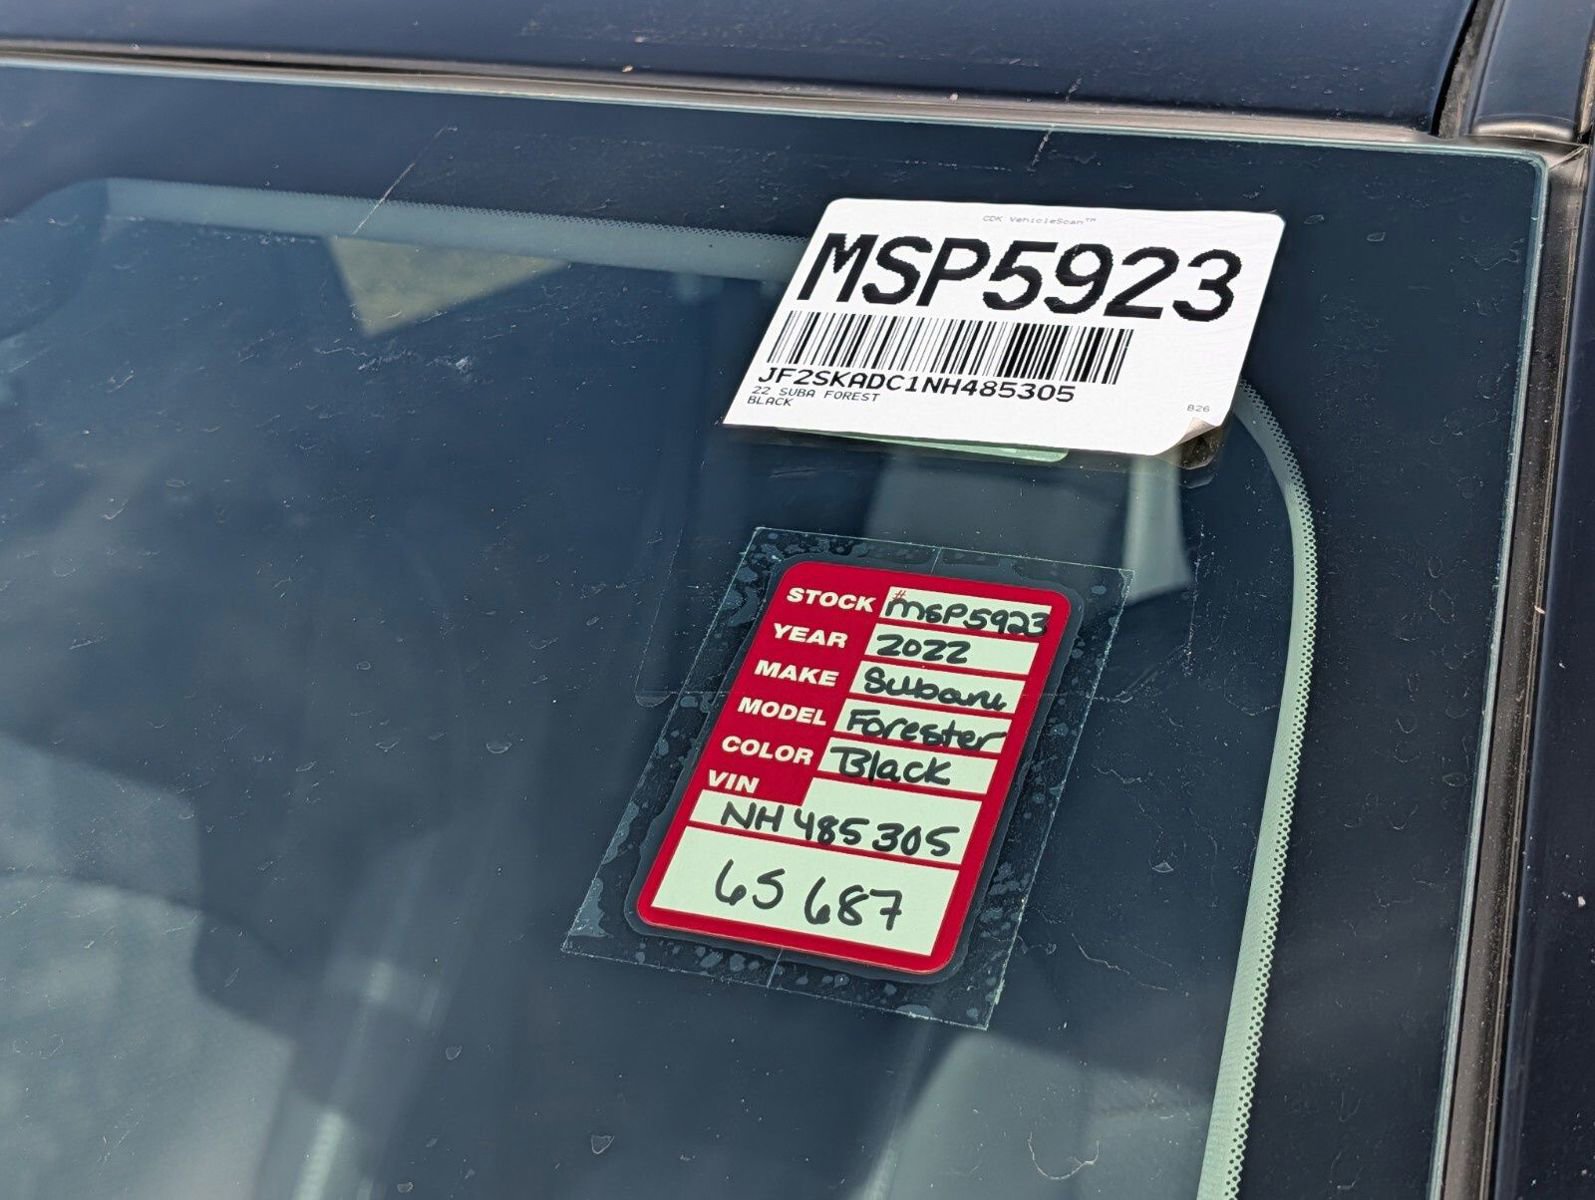 CDK VehicleScan™
MSP5923
JF2SKADC1NH485305
22 SUBA FOREST
BLACK
B26
STOCK #MSP5923
YEAR 2022
MAKE Subaru
MODEL Forester
COLOR Black
VIN
NH485305
65687